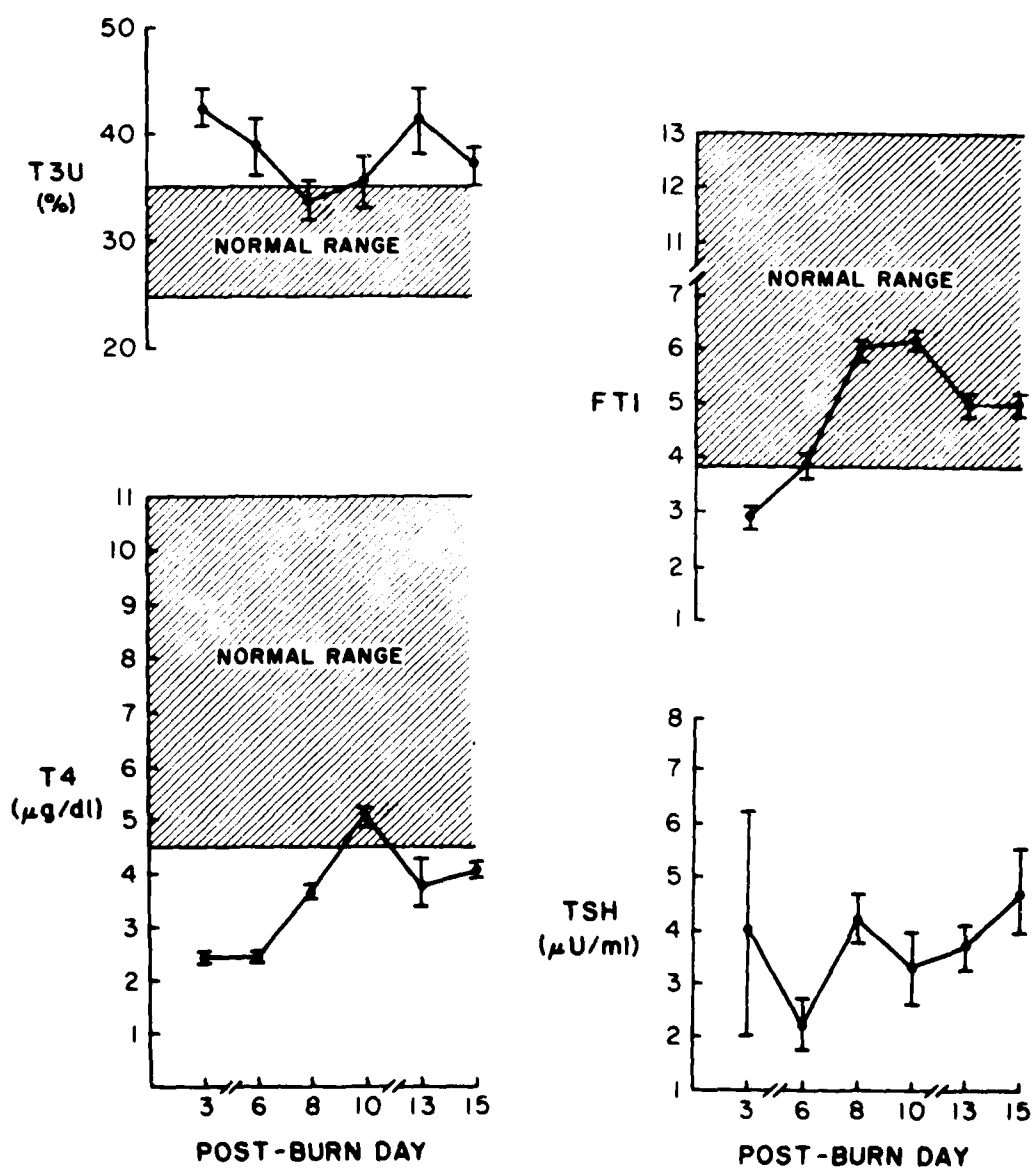 50
40
T3U
(%)
30
20
NORMAL RANGE
11
10
9
8
7
6
5
4
3
2
1
NORMAL RANGE
T4
(μg/dl)
3 6 8 10 13 15
POST-BURN DAY
13
12
11
7
6
5
4
3
2
1
NORMAL RANGE
FTI
8
7
6
5
4
3
2
1
TSH
(μU/ml)
3 6 8 10 13 15
POST-BURN DAY